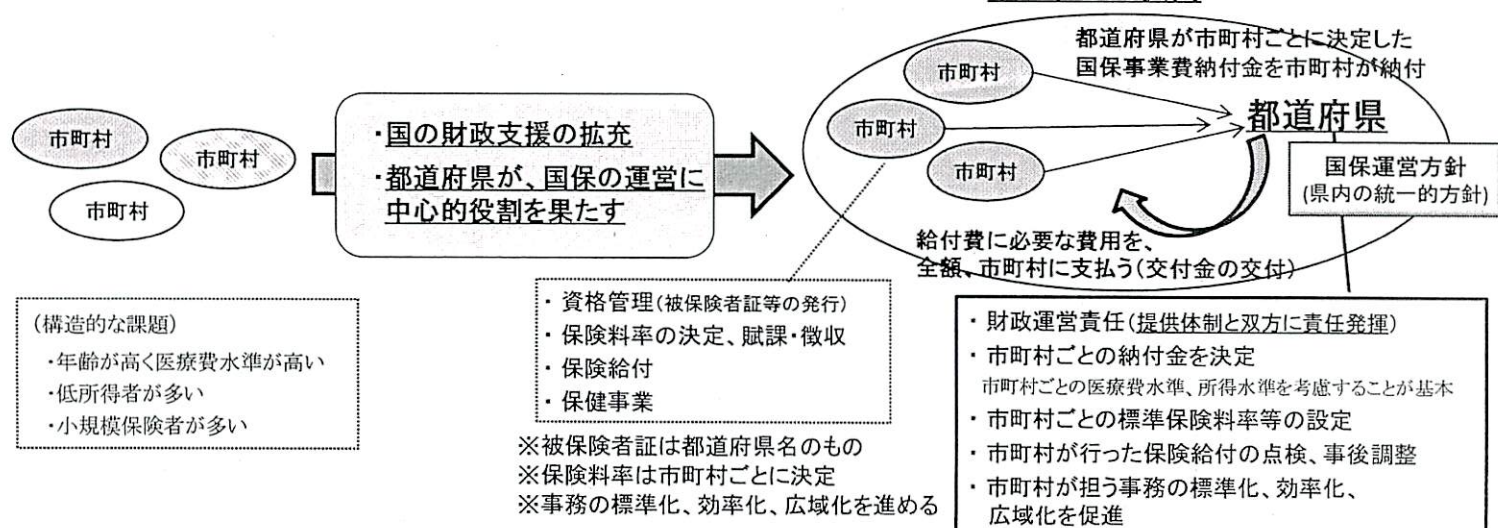 市町村
市町村
市町村
・国の財政支援の拡充
・都道府県が、国保の運営に
中心的役割を果たす
都道府県が市町村ごとに決定した
国保事業費納付金を市町村が納付
市町村
市町村
市町村
都道府県
国保運営方針
(県内の統一的方針)
給付費に必要な費用を、
全額、市町村に支払う(交付金の交付)
(構造的な課題)
・年齢が高く医療費水準が高い
・低所得者が多い
・小規模保険者が多い
・ 資格管理(被保険者証等の発行)
・ 保険料率の決定、賦課・徴収
・ 保険給付
・ 保健事業
※被保険者証は都道府県名のもの
※保険料率は市町村ごとに決定
※事務の標準化、効率化、広域化を進める
・ 財政運営責任(提供体制と双方に責任発揮)
・ 市町村ごとの納付金を決定
市町村ごとの医療費水準、所得水準を考慮することが基本
・ 市町村ごとの標準保険料率等の設定
・ 市町村が行った保険給付の点検、事後調整
・ 市町村が担う事務の標準化、効率化、
広域化を促進